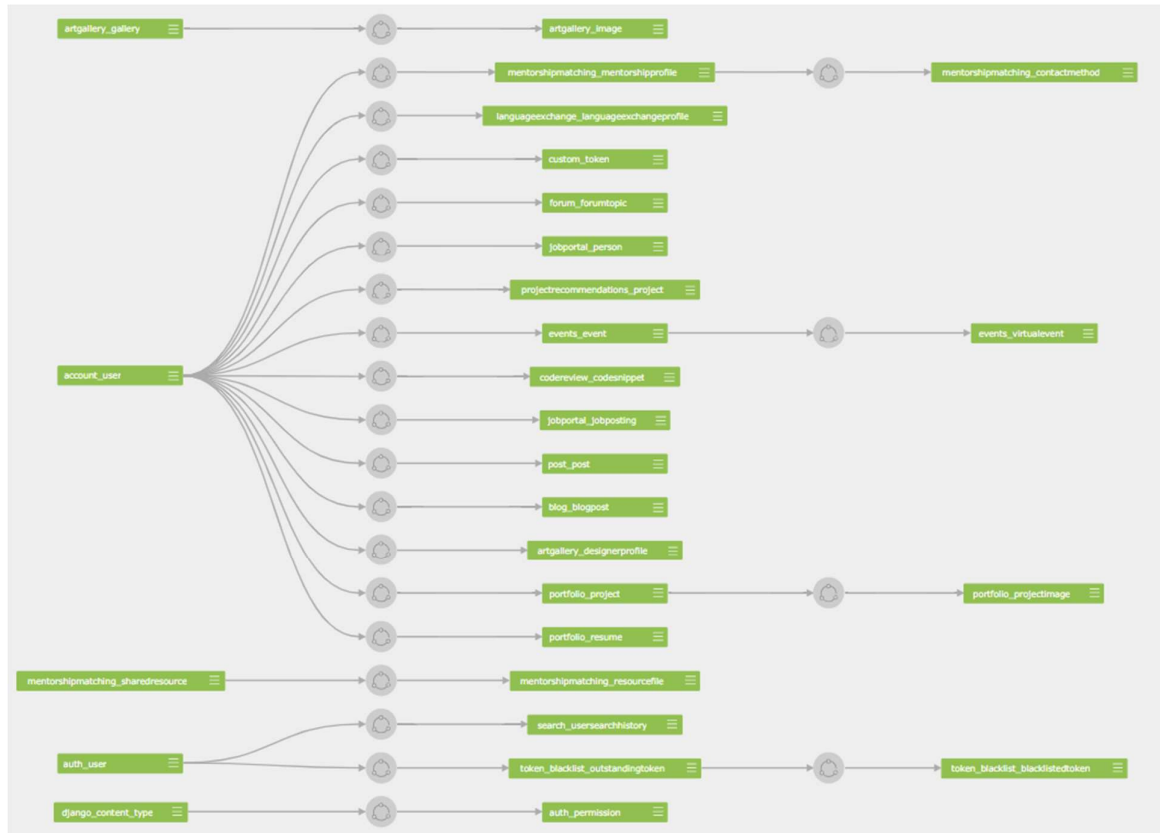 artgallery_gallery
artgallery_image
mentorshipmatching_mentorshipprofile
mentorshipmatching_contactmethod
languageexchange_languageexchangeprofile
custom_token
forum_forumtopic
jobportal_person
projectrecommendations_project
events_event
events_virtualevent
account_user
codereview_codesnippet
jobportal_jobposting
post_post
blog_blogpost
artgallery_designerprofile
portfolio_project
portfolio_projectimage
portfolio_resume
mentorshipmatching_sharedresource
mentorshipmatching_resourcefile
search_usersearchhistory
auth_user
token_blacklist_outstandingtoken
token_blacklist_blacklistedtoken
django_content_type
auth_permission